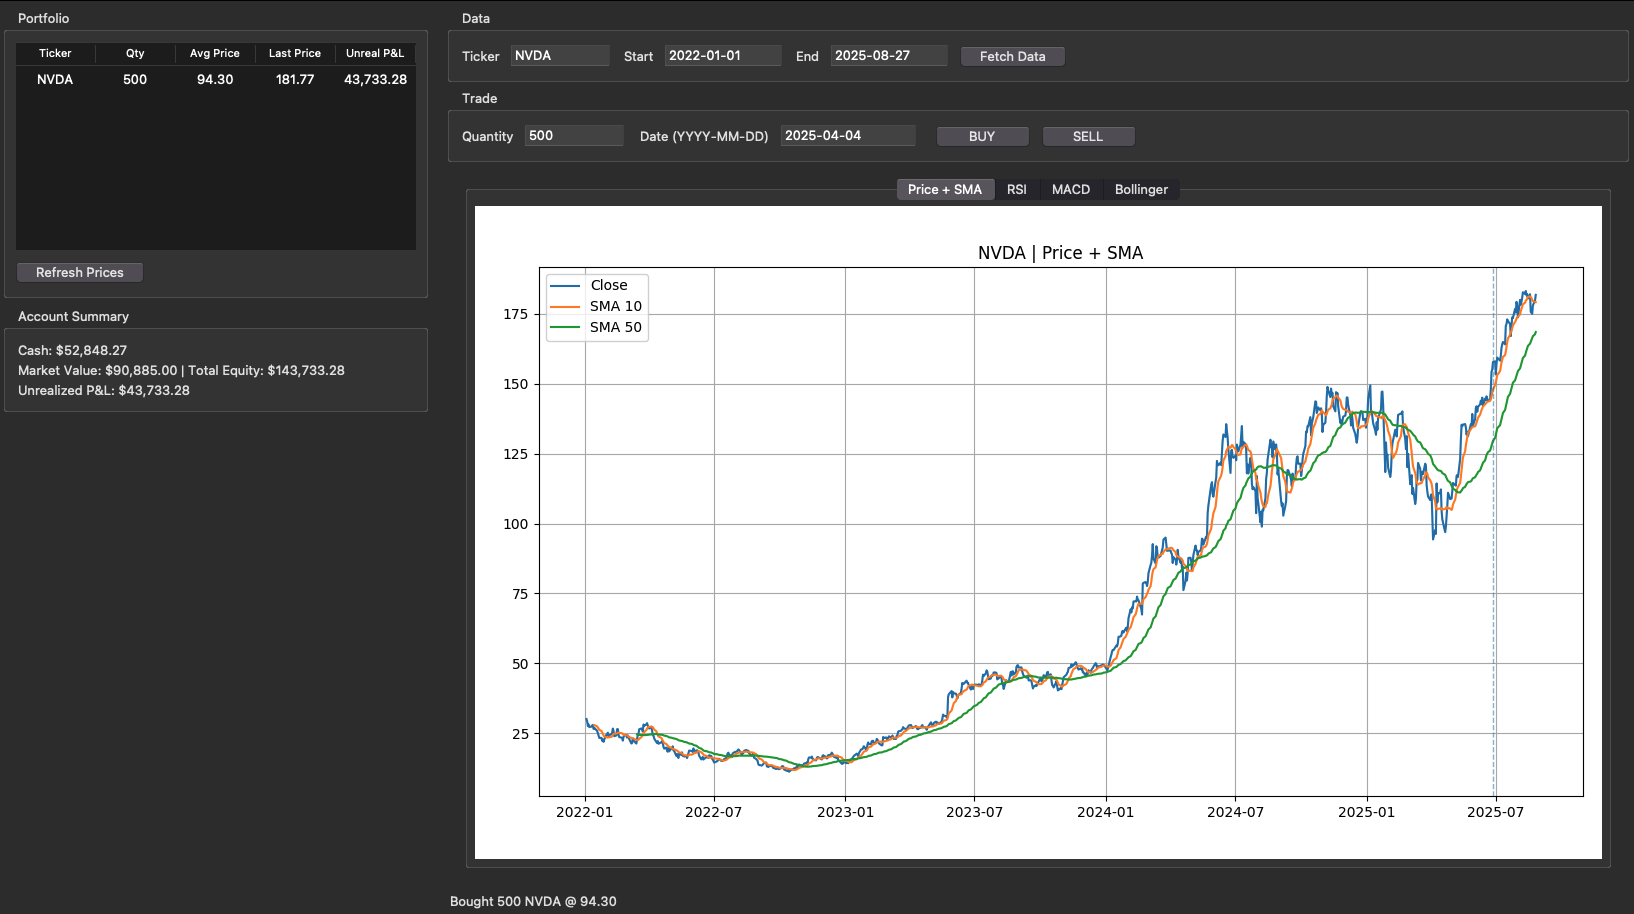 Portfolio
Ticker Qty Avg Price Last Price Unreal P&L
NVDA 500 94.30 181.77 43,733.28
Refresh Prices
Account Summary
Cash: $52,848.27
Market Value: $90,885.00 | Total Equity: $143,733.28
Unrealized P&L: $43,733.28
Data
Ticker NVDA Start 2022-01-01 End 2025-08-27 Fetch Data
Trade
Quantity 500 Date (YYYY-MM-DD) 2025-04-04 BUY SELL
Price + SMA RSI MACD Bollinger
NVDA | Price + SMA
Close
SMA 10
SMA 50
175
150
125
100
75
50
25
2022-01 2022-07 2023-01 2023-07 2024-01 2024-07 2025-01 2025-07
Bought 500 NVDA @ 94.30